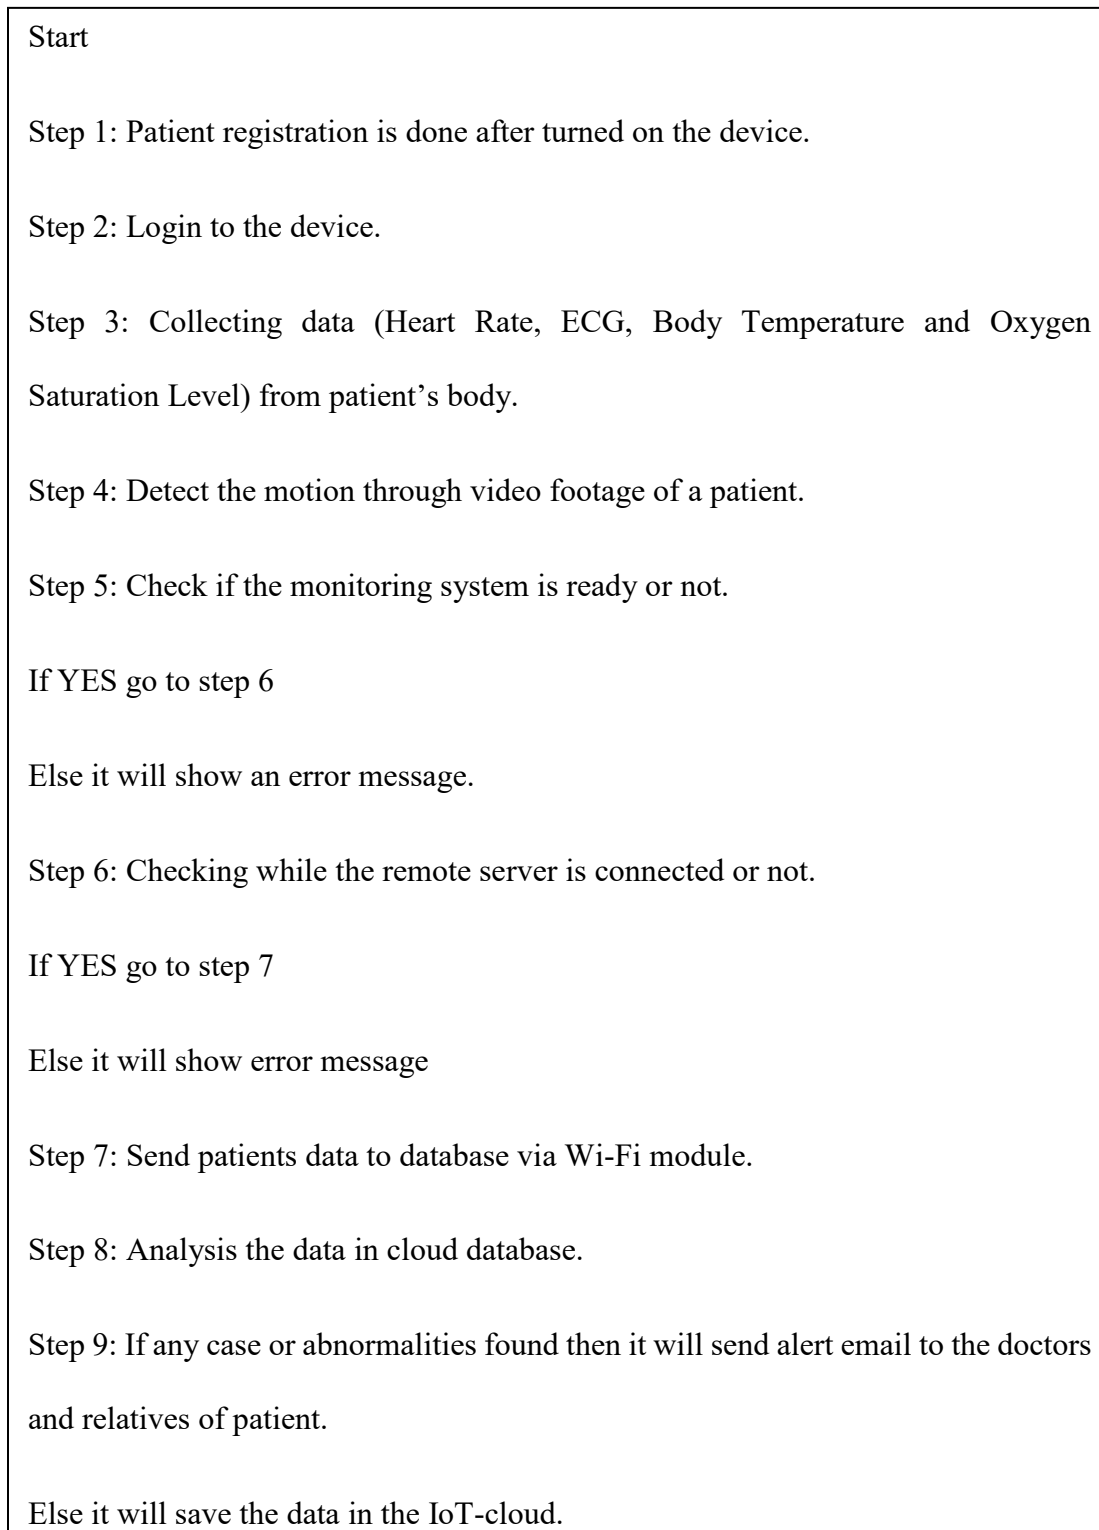 Start
Step 1: Patient registration is done after turned on the device.
Step 2: Login to the device.
Step 3: Collecting data (Heart Rate, ECG, Body Temperature and Oxygen
Saturation Level) from patient’s body.
Step 4: Detect the motion through video footage of a patient.
Step 5: Check if the monitoring system is ready or not.
If YES go to step 6
Else it will show an error message.
Step 6: Checking while the remote server is connected or not.
If YES go to step 7
Else it will show error message
Step 7: Send patients data to database via Wi-Fi module.
Step 8: Analysis the data in cloud database.
Step 9: If any case or abnormalities found then it will send alert email to the doctors
and relatives of patient.
Else it will save the data in the IoT-cloud.